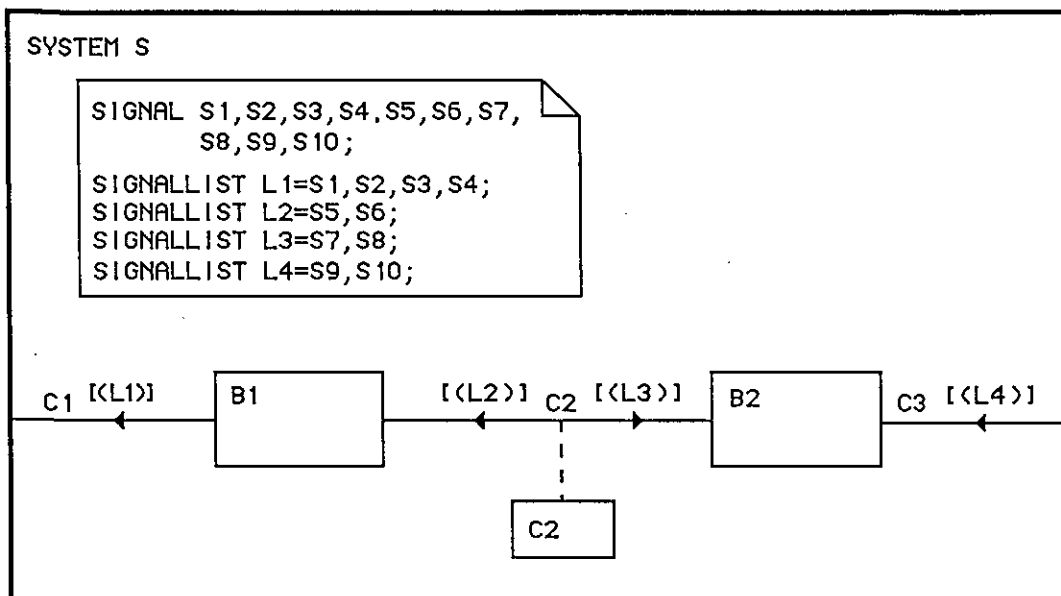 SYSTEM S
SIGNAL S1,S2,S3,S4.S5,S6,S7,
S8,S9,S10;
SIGNALLIST L1=S1,S2,S3,S4;
SIGNALLIST L2=S5,S6;
SIGNALLIST L3=S7,S8;
SIGNALLIST L4=S9,S10;
C1 [(L1)] B1 [(L2)] C2 [(L3)] B2 C3 [(L4)]
C2